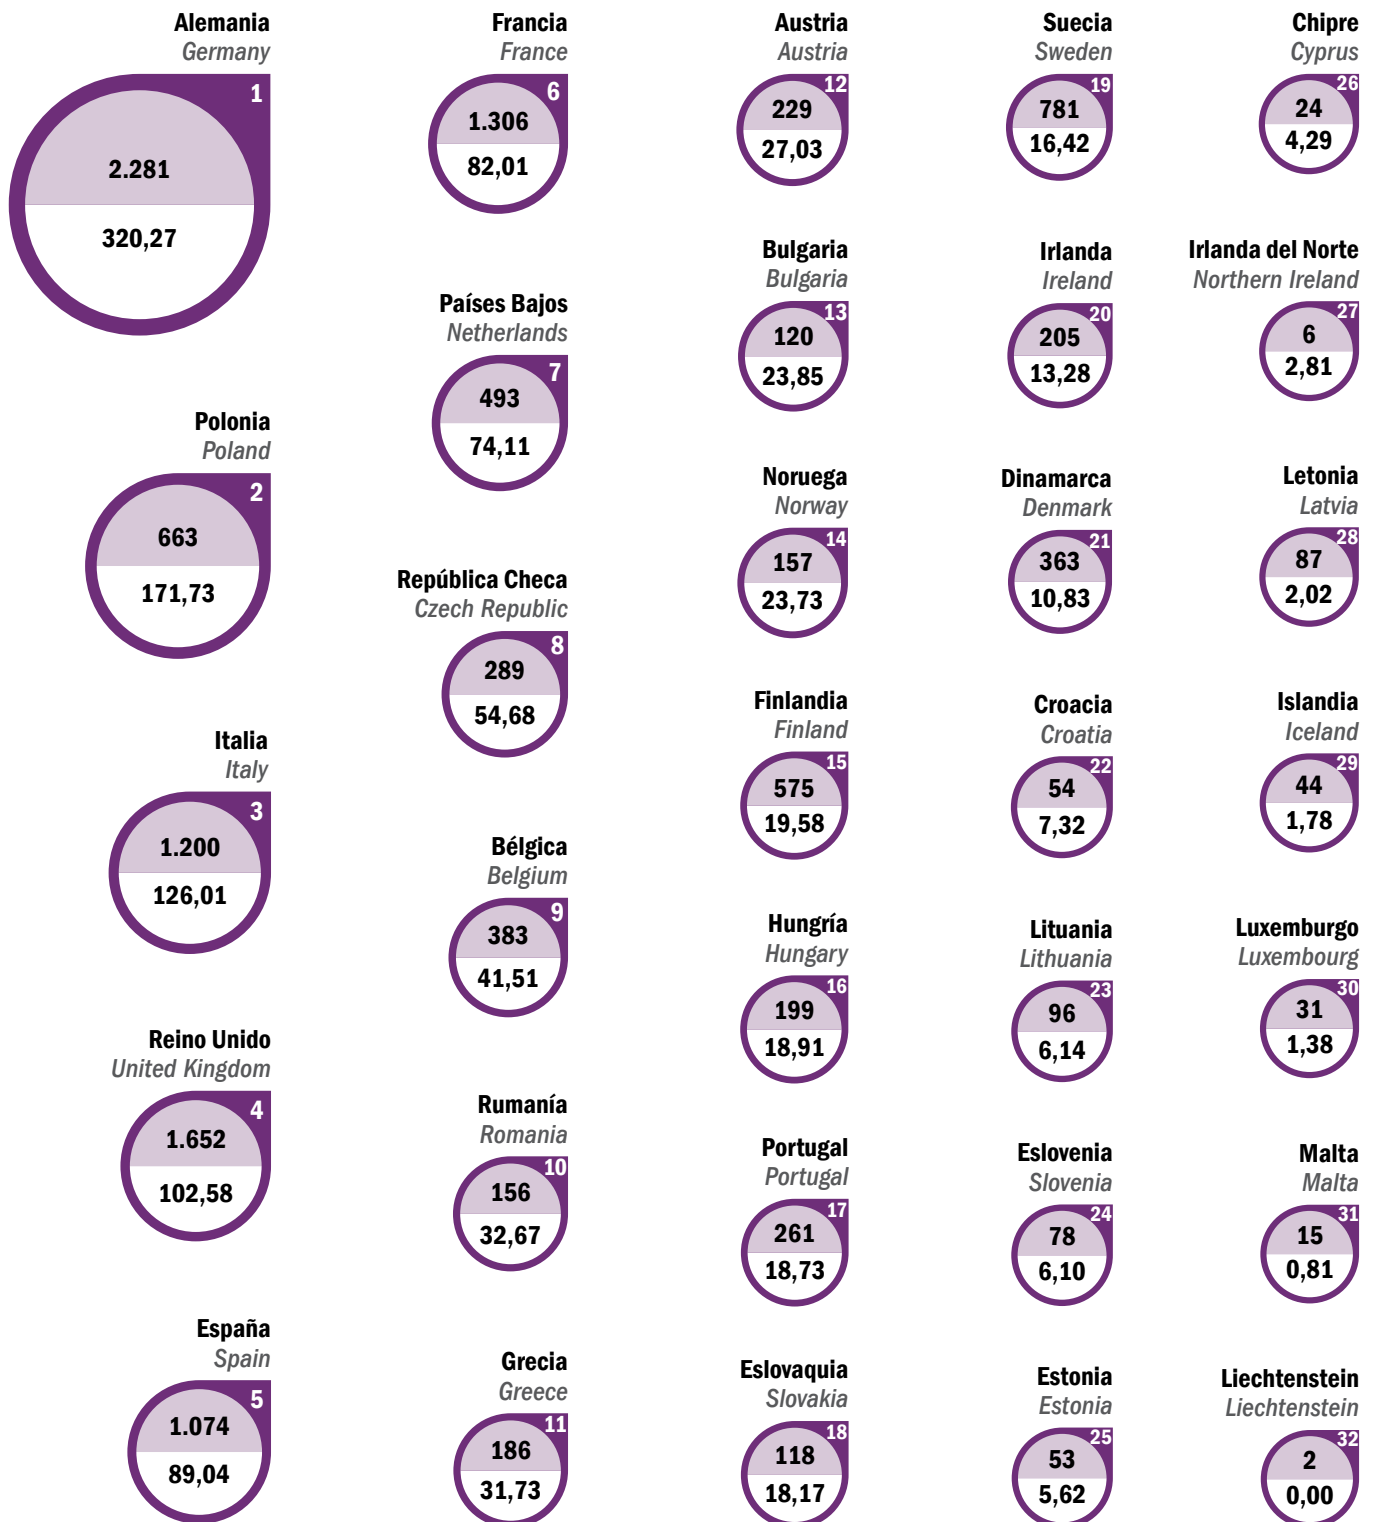 Alemania
Germany
1
2.281
320,27
Polonia
Poland
2
663
171,73
Italia
Italy
3
1.200
126,01
Reino Unido
United Kingdom
4
1.652
102,58
España
Spain
5
1.074
89,04
Francia
France
6
1.306
82,01
Países Bajos
Netherlands
7
493
74,11
República Checa
Czech Republic
8
289
54,68
Bélgica
Belgium
9
383
41,51
Rumanía
Romania
10
156
32,67
Grecia
Greece
11
186
31,73
Austria
Austria
12
229
27,03
Bulgaria
Bulgaria
13
120
23,85
Noruega
Norway
14
157
23,73
Finlandia
Finland
15
575
19,58
Hungría
Hungary
16
199
18,91
Portugal
Portugal
17
261
18,73
Eslovaquia
Slovakia
18
118
18,17
Suecia
Sweden
19
781
16,42
Irlanda
Ireland
20
205
13,28
Dinamarca
Denmark
21
363
10,83
Croacia
Croatia
22
54
7,32
Lituania
Lithuania
23
96
6,14
Eslovenia
Slovenia
24
78
6,10
Estonia
Estonia
25
53
5,62
Chipre
Cyprus
26
24
4,29
Irlanda del Norte
Northern Ireland
27
6
2,81
Letonia
Latvia
28
87
2,02
Islandia
Iceland
29
44
1,78
Luxemburgo
Luxembourg
30
31
1,38
Malta
Malta
31
15
0,81
Liechtenstein
Liechtenstein
32
2
0,00